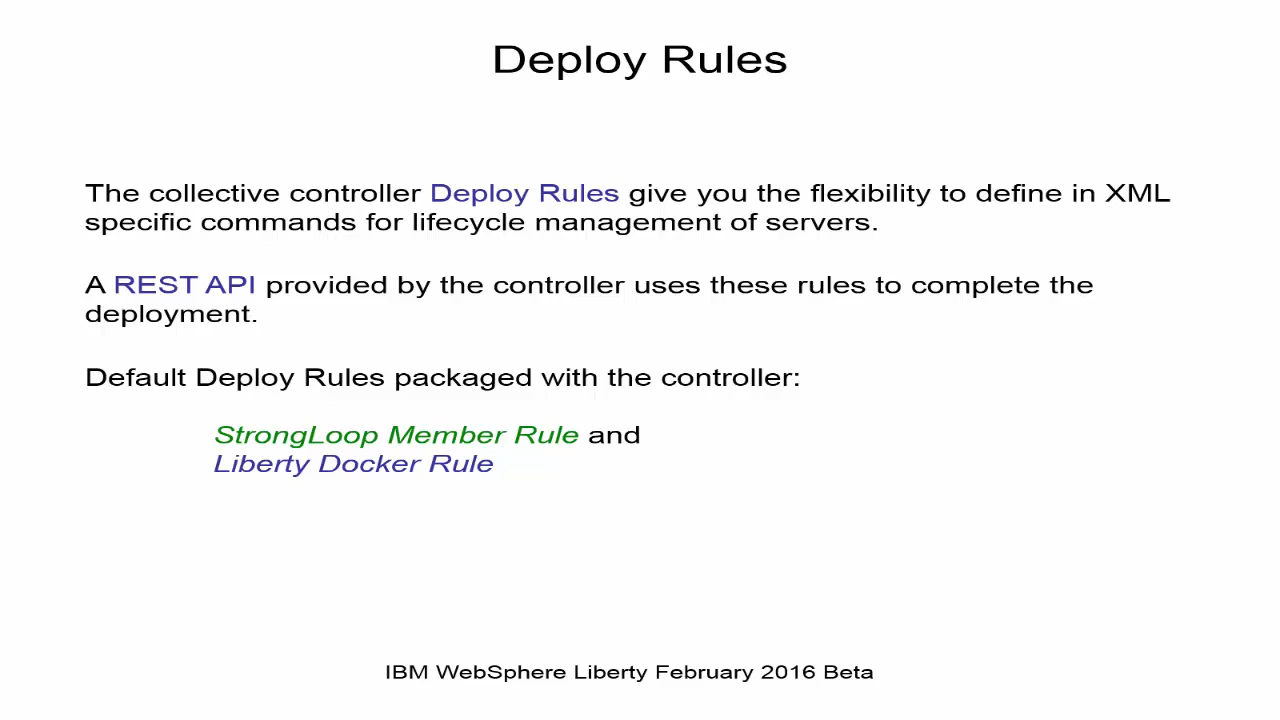 Deploy Rules
The collective controller Deploy Rules give you the flexibility to define in XML
specific commands for lifecycle management of servers.
A REST API provided by the controller uses these rules to complete the
deployment.
Default Deploy Rules packaged with the controller:
StrongLoop Member Rule and
Liberty Docker Rule
IBM WebSphere Liberty February 2016 Beta